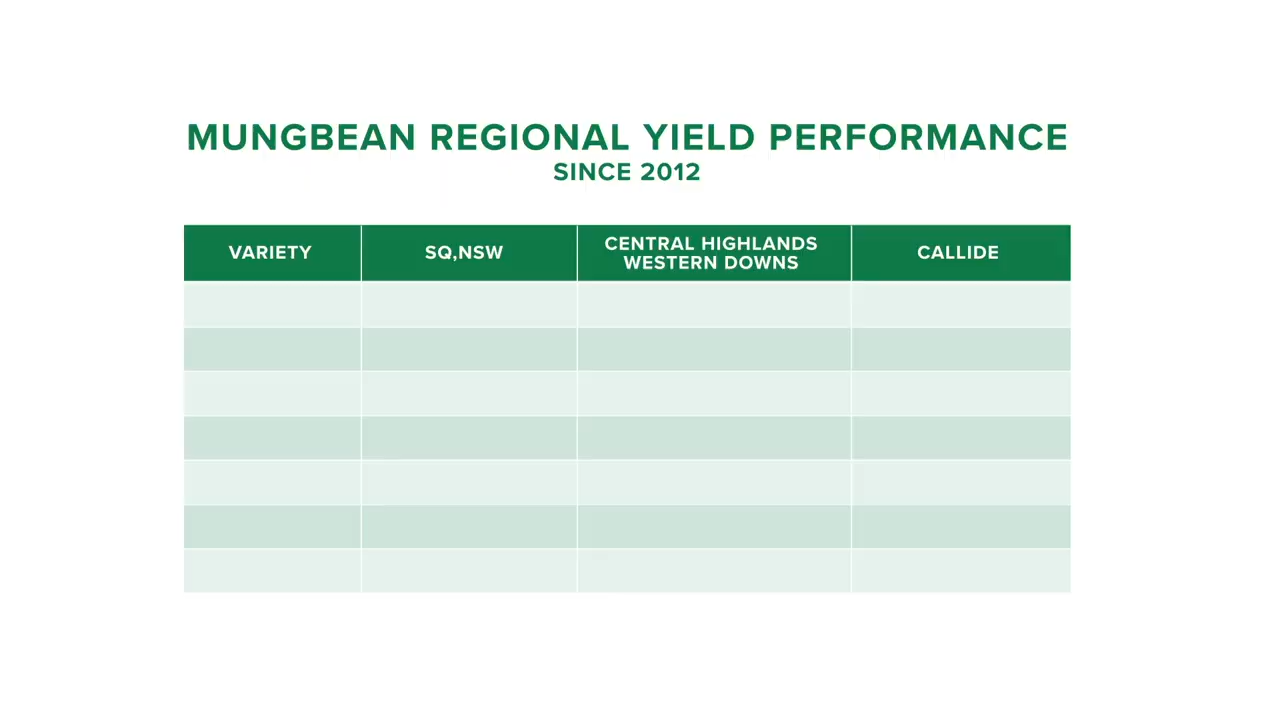 MUNGBEAN REGIONAL YIELD PERFORMANCE
SINCE 2012
VARIETY
SQ,NSW
CENTRAL HIGHLANDS
WESTERN DOWNS
CALLIDE